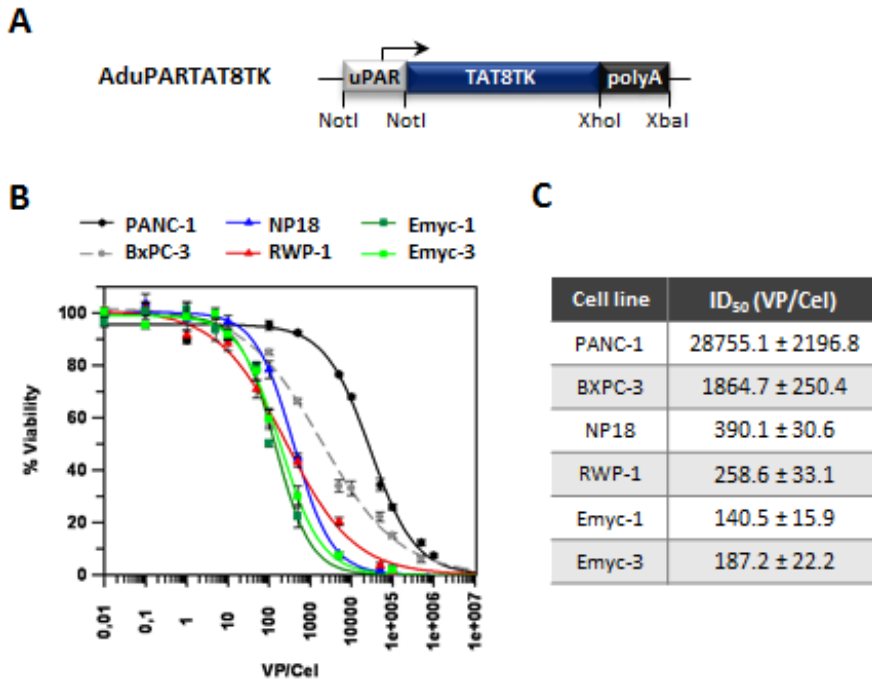 A
AduPARTAT8TK
uPAR TAT8TK polyA
NotI NotI XhoI XbaI
B
PANC-1 NP18 Emyc-1
BxPC-3 RWP-1 Emyc-3
% Viability
100
80
60
40
20
0
0,01 0,1 1 10 100 1000 10000 1e+005 1e+006 1e+007
VP/Cel
C
Cell line ID₅₀ (VP/Cel)
PANC-1 28755.1 ± 2196.8
BXPC-3 1864.7 ± 250.4
NP18 390.1 ± 30.6
RWP-1 258.6 ± 33.1
Emyc-1 140.5 ± 15.9
Emyc-3 187.2 ± 22.2